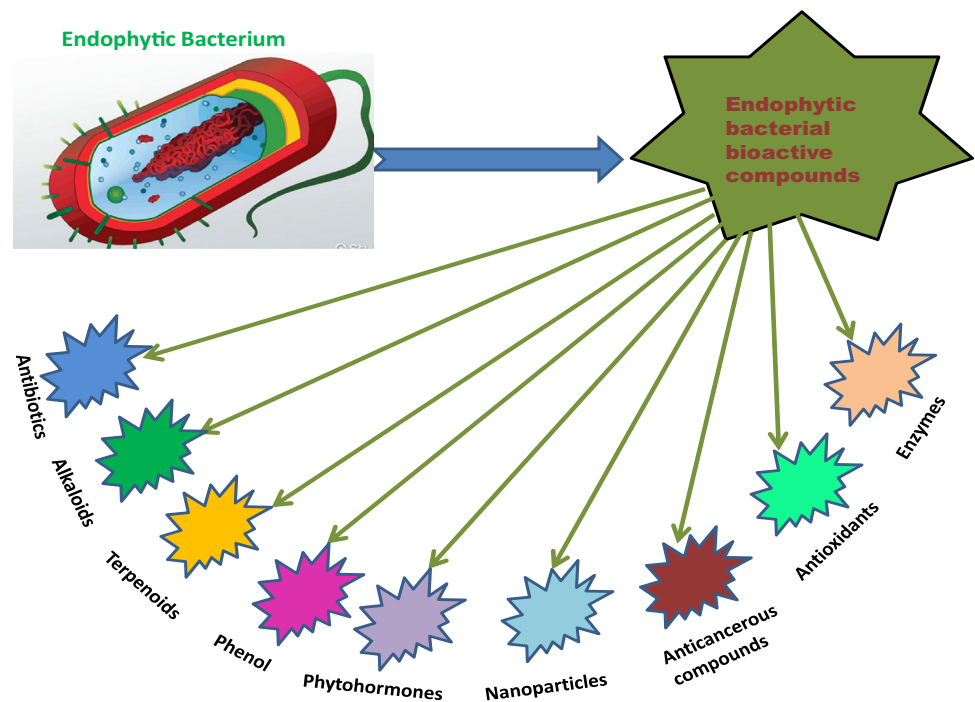 Endophytic Bacterium
Endophytic
bacterial
bioactive
compounds
Antibiotics
Alkaloids
Terpenoids
Phenol
Phytohormones
Nanoparticles
Anticancerous
compounds
Antioxidants
Enzymes